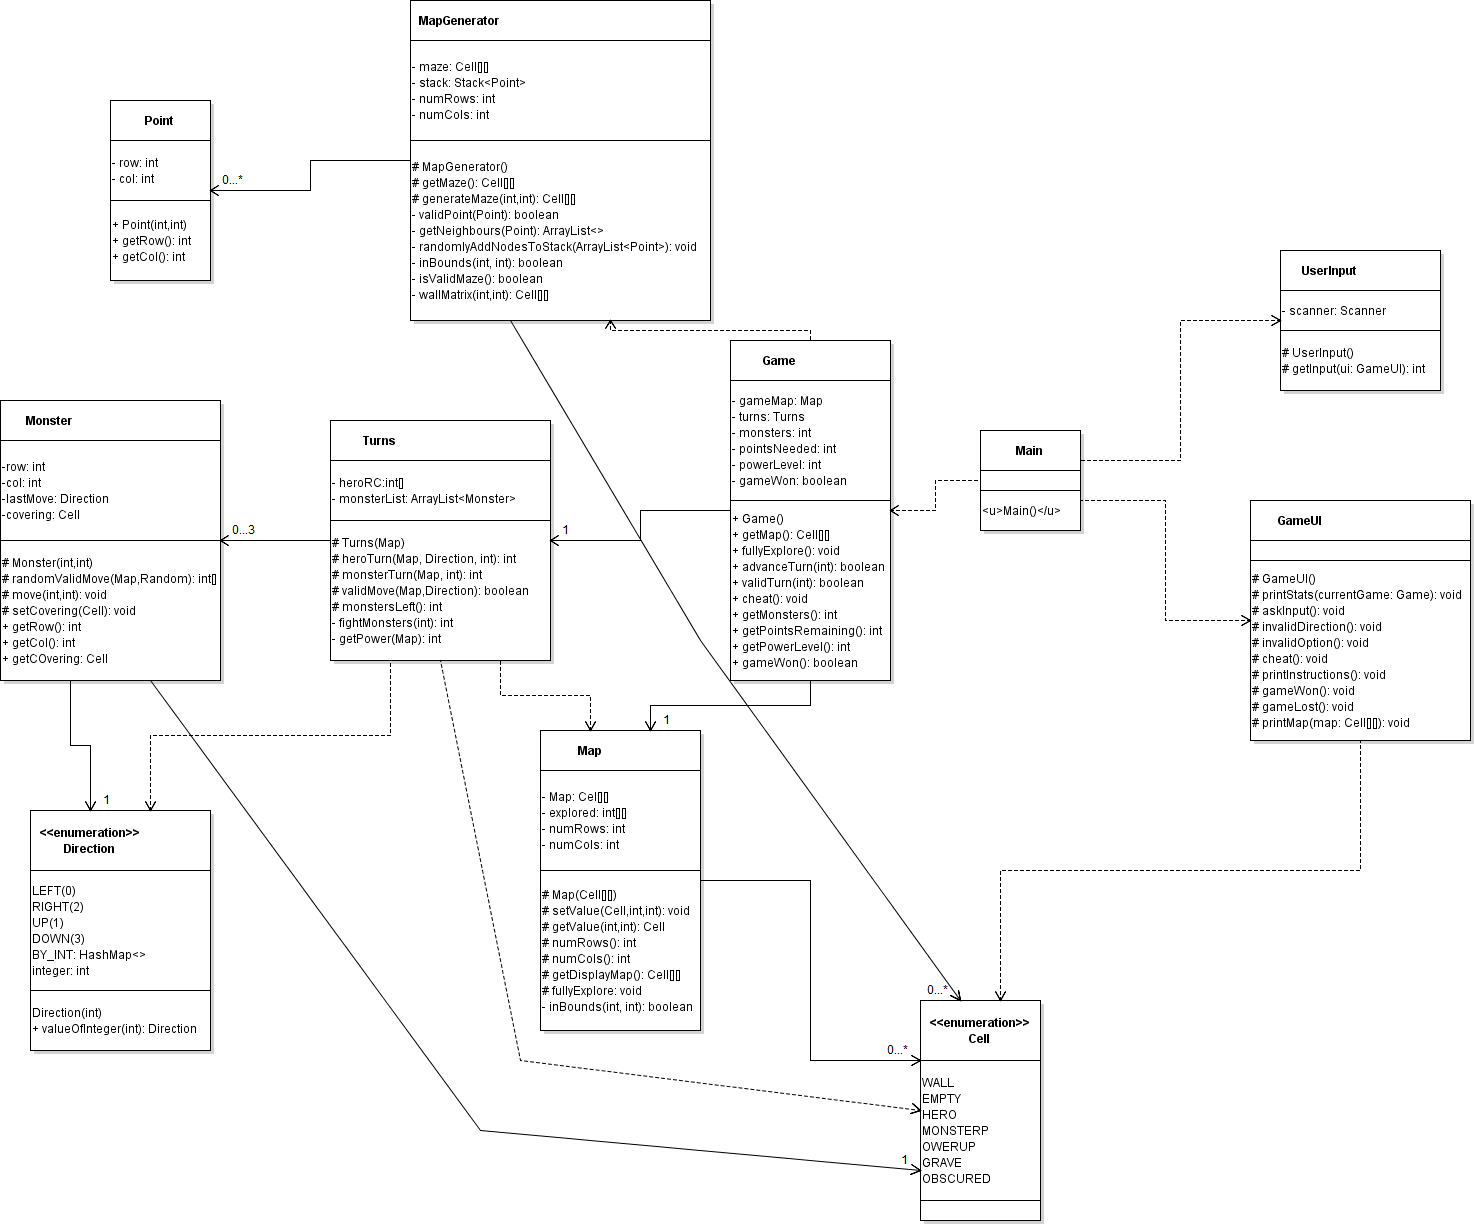 MapGenerator
- maze: Cell[][]
- stack: Stack<Point>
- numRows: int
- numCols: int
# MapGenerator()
# getMaze(): Cell[][]
# generateMaze(int,int): Cell[][]
- validPoint(Point): boolean
- getNeighbours(Point): ArrayList<>
- randomlyAddNodesToStack(ArrayList<Point>): void
- inBounds(int, int): boolean
- isValidMaze(): boolean
- wallMatrix(int,int): Cell[][]
Point
- row: int
- col: int
+ Point(int,int)
+ getRow(): int
+ getCol(): int
0...*
UserInput
- scanner: Scanner
# UserInput()
# getInput(ui: GameUI): int
Game
- gameMap: Map
- turns: Turns
- monsters: int
- pointsNeeded: int
- powerLevel: int
- gameWon: boolean
+ Game()
+ getMap(): Cell[][]
+ fullyExplore(): void
+ advanceTurn(int): boolean
+ validTurn(int): boolean
+ cheat(): void
+ getMonsters(): int
+ getPointsRemaining(): int
+ getPowerLevel(): int
+ gameWon(): boolean
Main
<u>Main()</u>
Monster
-row: int
-col: int
-lastMove: Direction
-covering: Cell
# Monster(int,int)
# randomValidMove(Map,Random): int[]
# move(int,int): void
# setCovering(Cell): void
+ getRow(): int
+ getCol(): int
+ getCOvering: Cell
0...3
Turns
- heroRC:int[]
- monsterList: ArrayList<Monster>
# Turns(Map)
# heroTurn(Map, Direction, int): int
# monsterTurn(Map, int): int
# validMove(Map,Direction): boolean
# monstersLeft(): int
- fightMonsters(int): int
- getPower(Map): int
1
GameUI
# GameUI()
# printStats(currentGame: Game): void
# askInput(): void
# invalidDirection(): void
# invalidOption(): void
# cheat(): void
# printInstructions(): void
# gameWon(): void
# gameLost(): void
# printMap(map: Cell[][]): void
1
Map
- Map: Cel[][]
- explored: int[][]
- numRows: int
- numCols: int
# Map(Cell[][])
# setValue(Cell,int,int): void
# getValue(int,int): Cell
# numRows(): int
# numCols(): int
# getDisplayMap(): Cell[][]
# fullyExplore: void
- inBounds(int, int): boolean
1
<<enumeration>>
Direction
LEFT(0)
RIGHT(2)
UP(1)
DOWN(3)
BY_INT: HashMap<>
integer: int
Direction(int)
+ valueOfInteger(int): Direction
0...*
0...*
1
<<enumeration>>
Cell
WALL
EMPTY
HERO
MONSTERP
OWERUP
GRAVE
OBSCURED